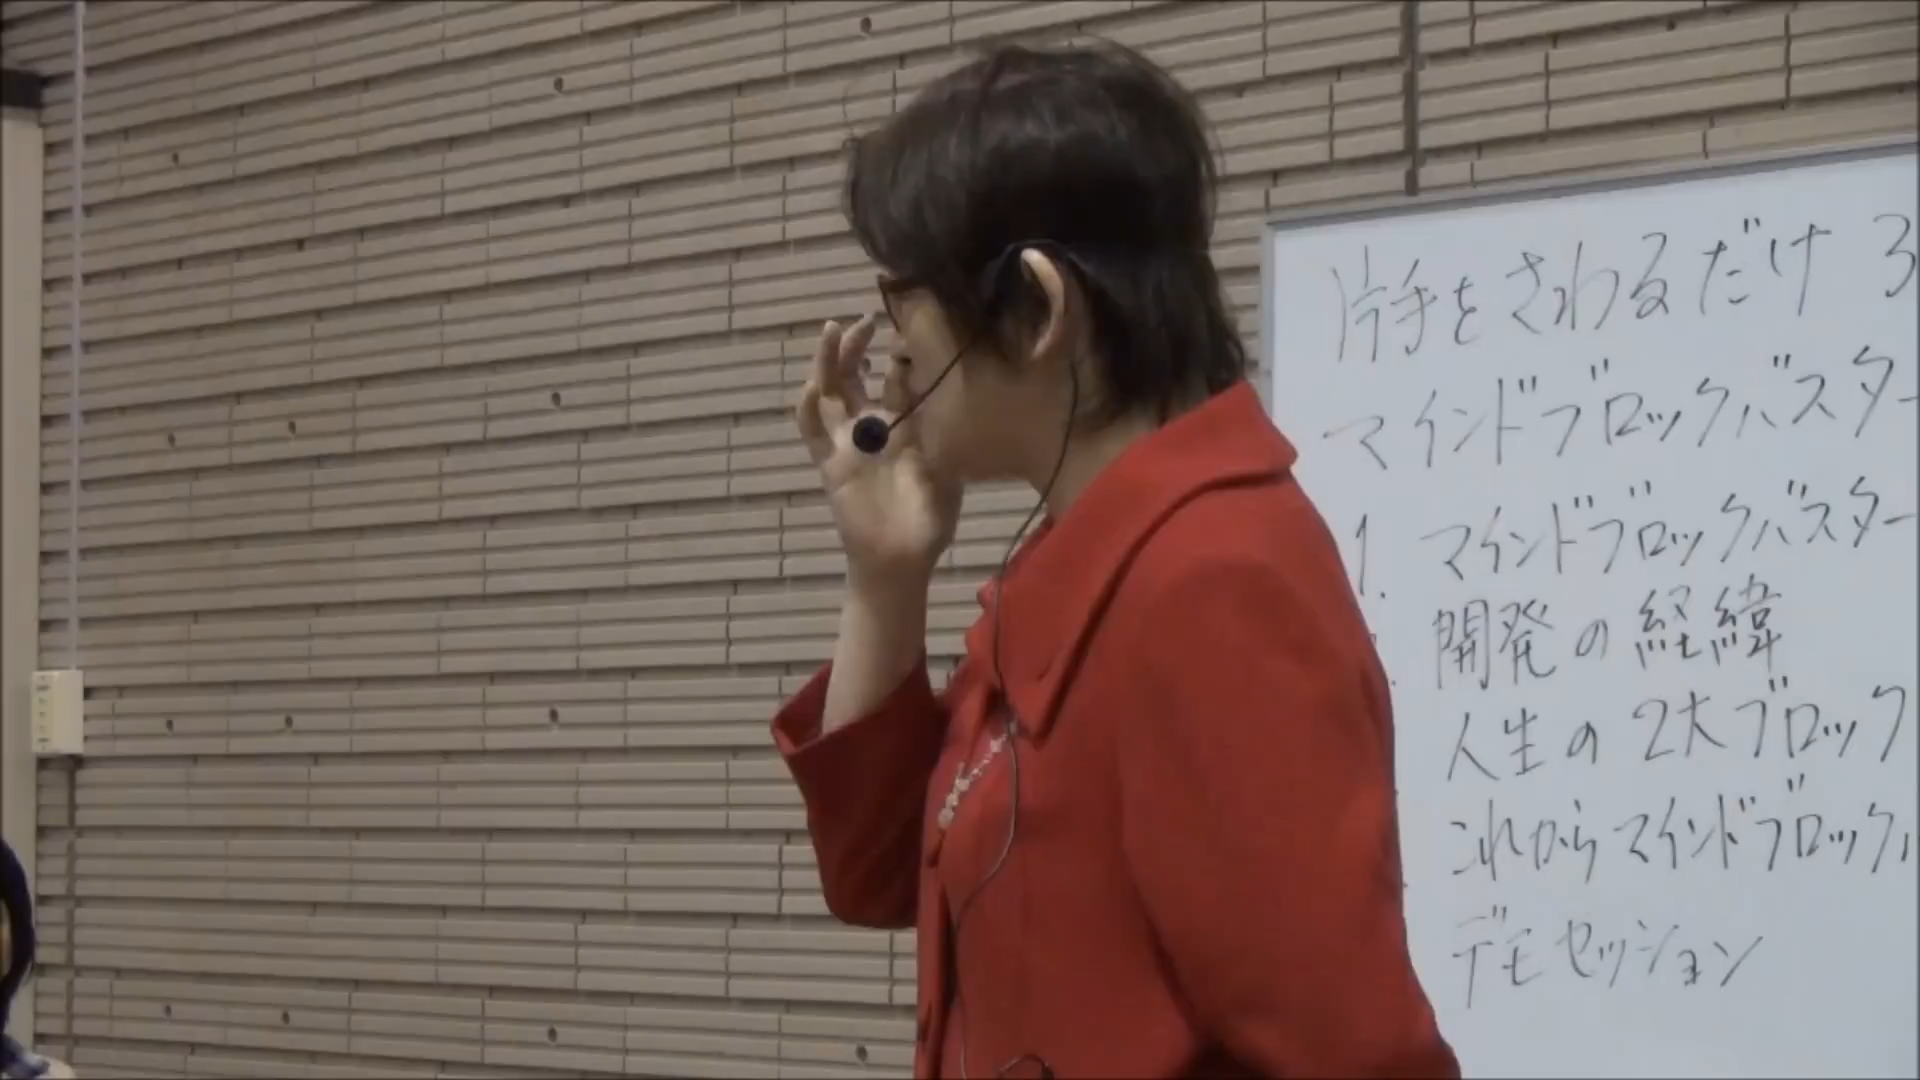 片手をさわるだけ 3
マインドブロックバスター
1. マインドブロックバスター
開発の経緯
人生の2大ブロック
これからマインドブロック
デモセッション